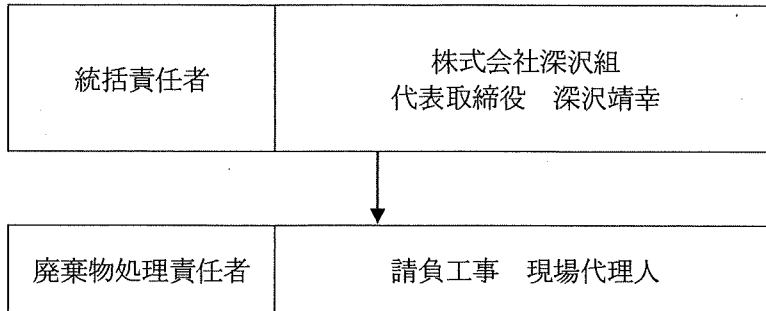 統括責任者
株式会社深沢組
代表取締役　深沢靖幸
廃棄物処理責任者
請負工事　現場代理人